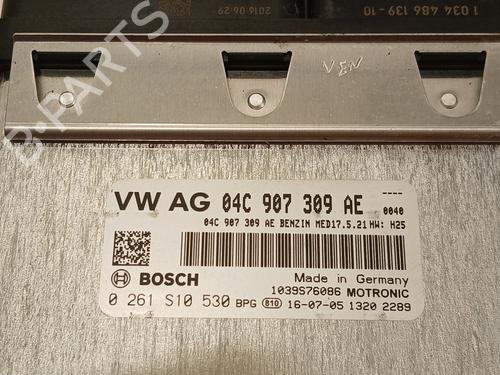 2016 06 29
1 034 486 139-10
VEN
B-PARTS
----
VW AG 04C 907 309 AE 0040
04C 907 309 AE BENZIN MED17.5.21 HW: H25
BOSCH
Made in Germany
1039S76086 MOTRONIC
0 261 S10 530 BPG 810 16-07-05 1320 2289